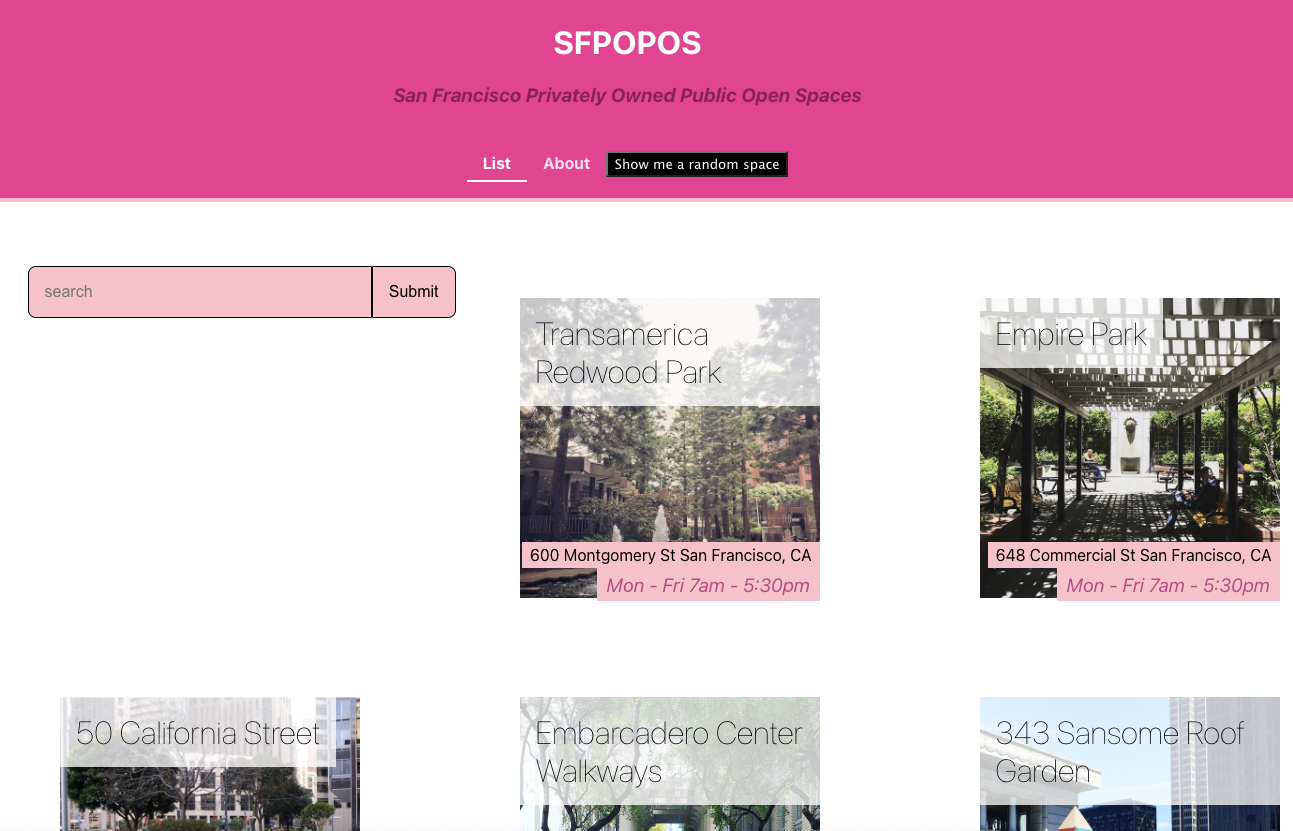 SFPOPOS
San Francisco Privately Owned Public Open Spaces
List About Show me a random space
search Submit
Transamerica
Redwood Park
600 Montgomery St San Francisco, CA
Mon - Fri 7am - 5:30pm
Empire Park
648 Commercial St San Francisco, CA
Mon - Fri 7am - 5:30pm
50 California Street
Embarcadero Center
Walkways
343 Sansome Roof
Garden